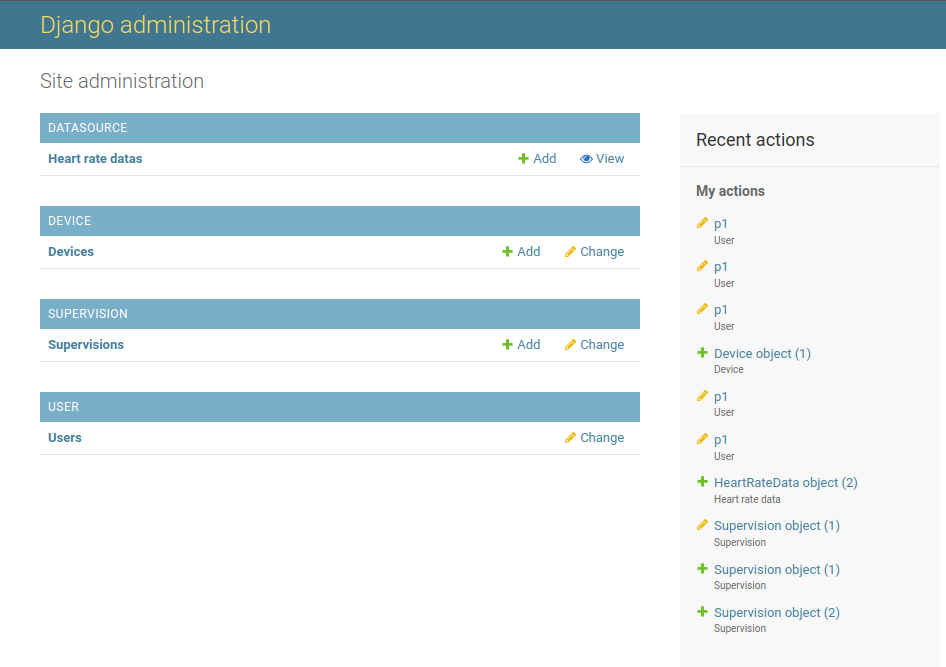 Django administration
Site administration
DATASOURCE
Heart rate datas Add View
DEVICE
Devices Add Change
SUPERVISION
Supervisions Add Change
USER
Users Change
Recent actions
My actions
p1
User
p1
User
p1
User
Device object (1)
Device
p1
User
p1
User
HeartRateData object (2)
Heart rate data
Supervision object (1)
Supervision
Supervision object (1)
Supervision
Supervision object (2)
Supervision